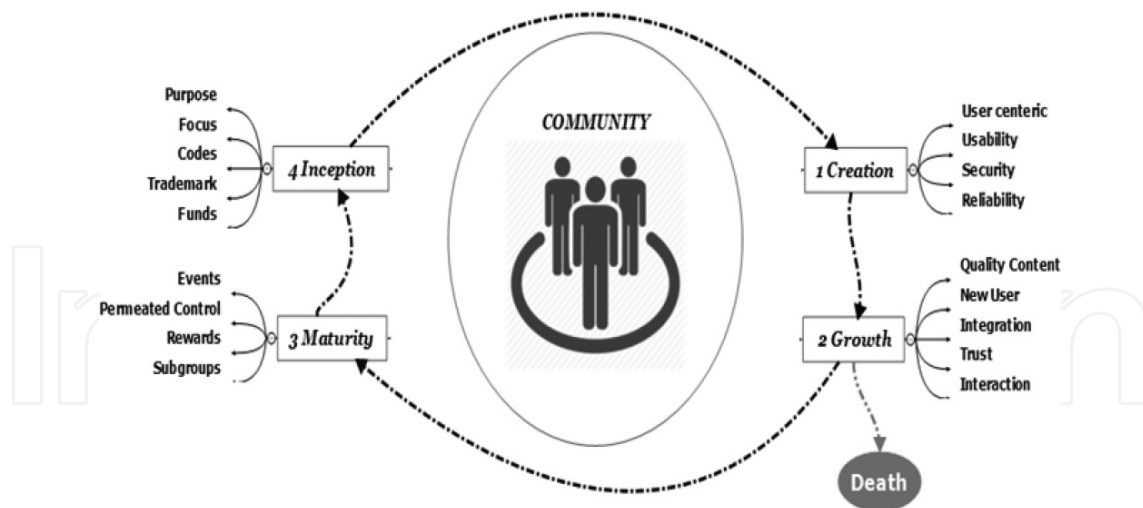 COMMUNITY
4 Inception
Purpose
Focus
Codes
Trademark
Funds
1 Creation
User centeric
Usability
Security
Reliability
3 Maturity
Events
Permeated Control
Rewards
Subgroups
2 Growth
Quality Content
New User
Integration
Trust
Interaction
Death